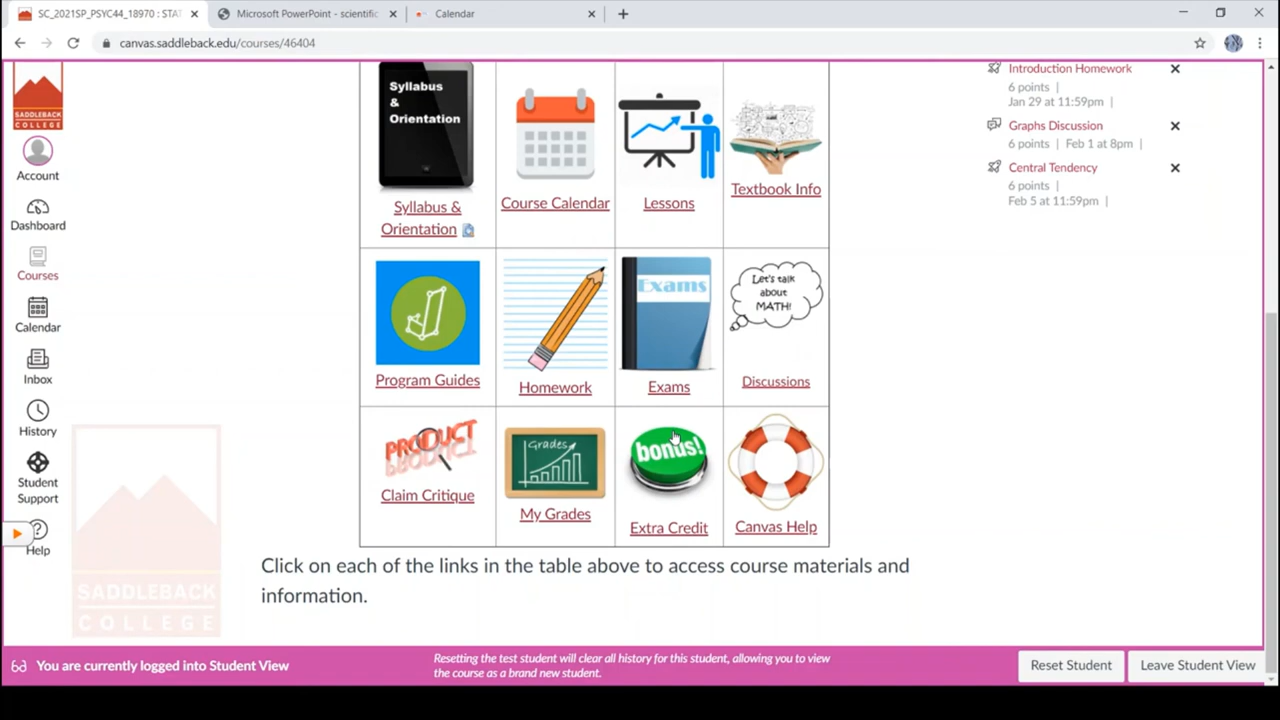 SC_2021SP_PSYC44_18970 : STAT
Microsoft PowerPoint - scientific
Calendar
canvas.saddleback.edu/courses/46404
SADDLEBACK
COLLEGE
Account
Dashboard
Courses
Calendar
Inbox
History
Student
Support
Help
Syllabus
&
Orientation
Syllabus &
Orientation
Course Calendar
Lessons
Textbook Info
Program Guides
Homework
Exams
Exams
Let's talk
about
MATH!
Discussions
PRODUCT
Claim Critique
Grades
My Grades
bonus!
Extra Credit
Canvas Help
Introduction Homework
6 points |
Jan 29 at 11:59pm |
Graphs Discussion
6 points | Feb 1 at 8pm |
Central Tendency
6 points |
Feb 5 at 11:59pm |
SADDLEBACK
COLLEGE
Click on each of the links in the table above to access course materials and
information.
You are currently logged into Student View
Resetting the test student will clear all history for this student, allowing you to view
the course as a brand new student.
Reset Student
Leave Student View